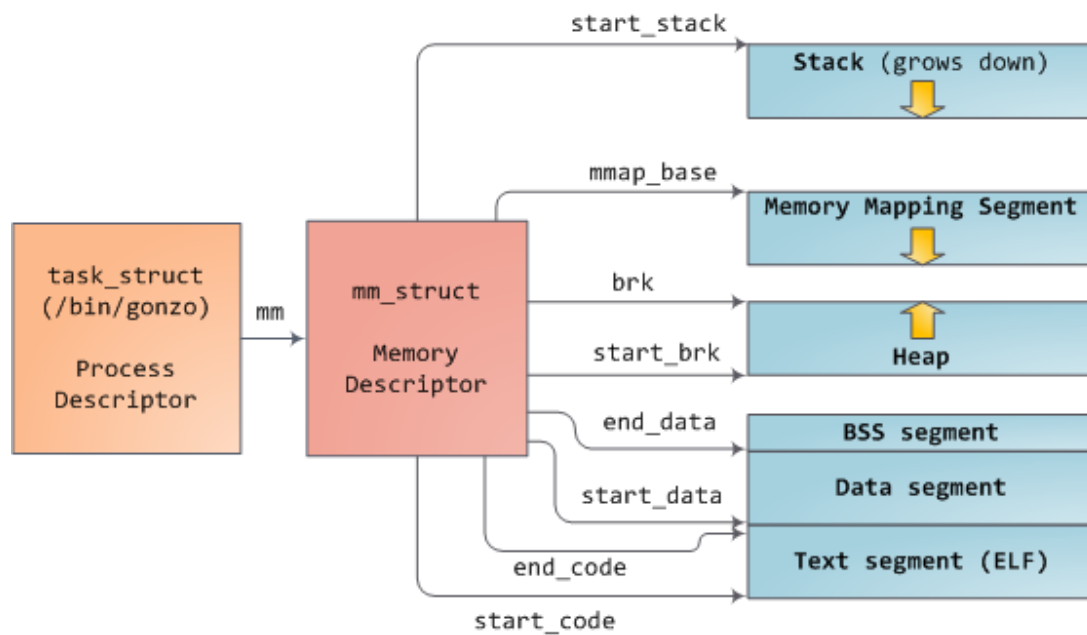 start_stack
Stack (grows down)
mmap_base
Memory Mapping Segment
task_struct
(/bin/gonzo)
Process
Descriptor
mm
mm_struct
Memory
Descriptor
brk
start_brk
Heap
end_data
BSS segment
start_data
Data segment
end_code
Text segment (ELF)
start_code